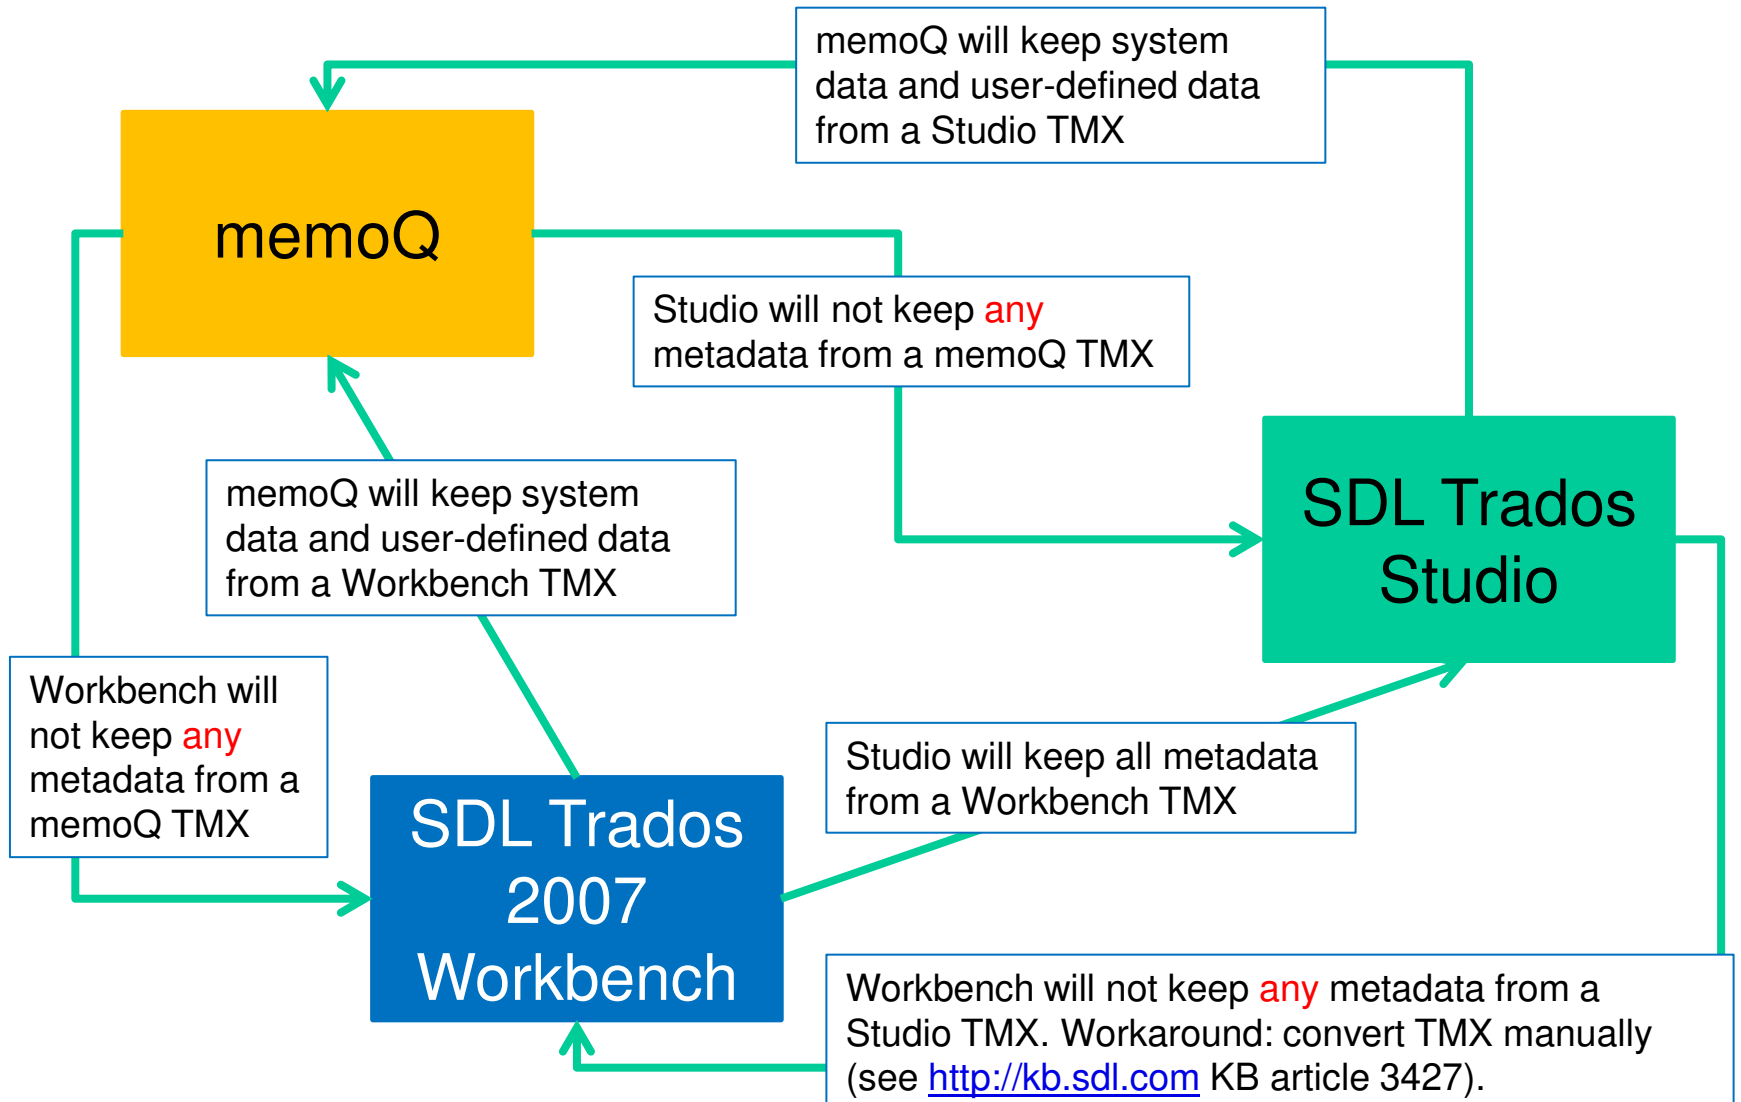 memoQ will keep system
data and user-defined data
from a Studio TMX
memoQ
Studio will not keep any
metadata from a memoQ TMX
memoQ will keep system
data and user-defined data
from a Workbench TMX
SDL Trados
Studio
Workbench will
not keep any
metadata from a
memoQ TMX
Studio will keep all metadata
from a Workbench TMX
SDL Trados
2007
Workbench
Workbench will not keep any metadata from a
Studio TMX. Workaround: convert TMX manually
(see http://kb.sdl.com KB article 3427).